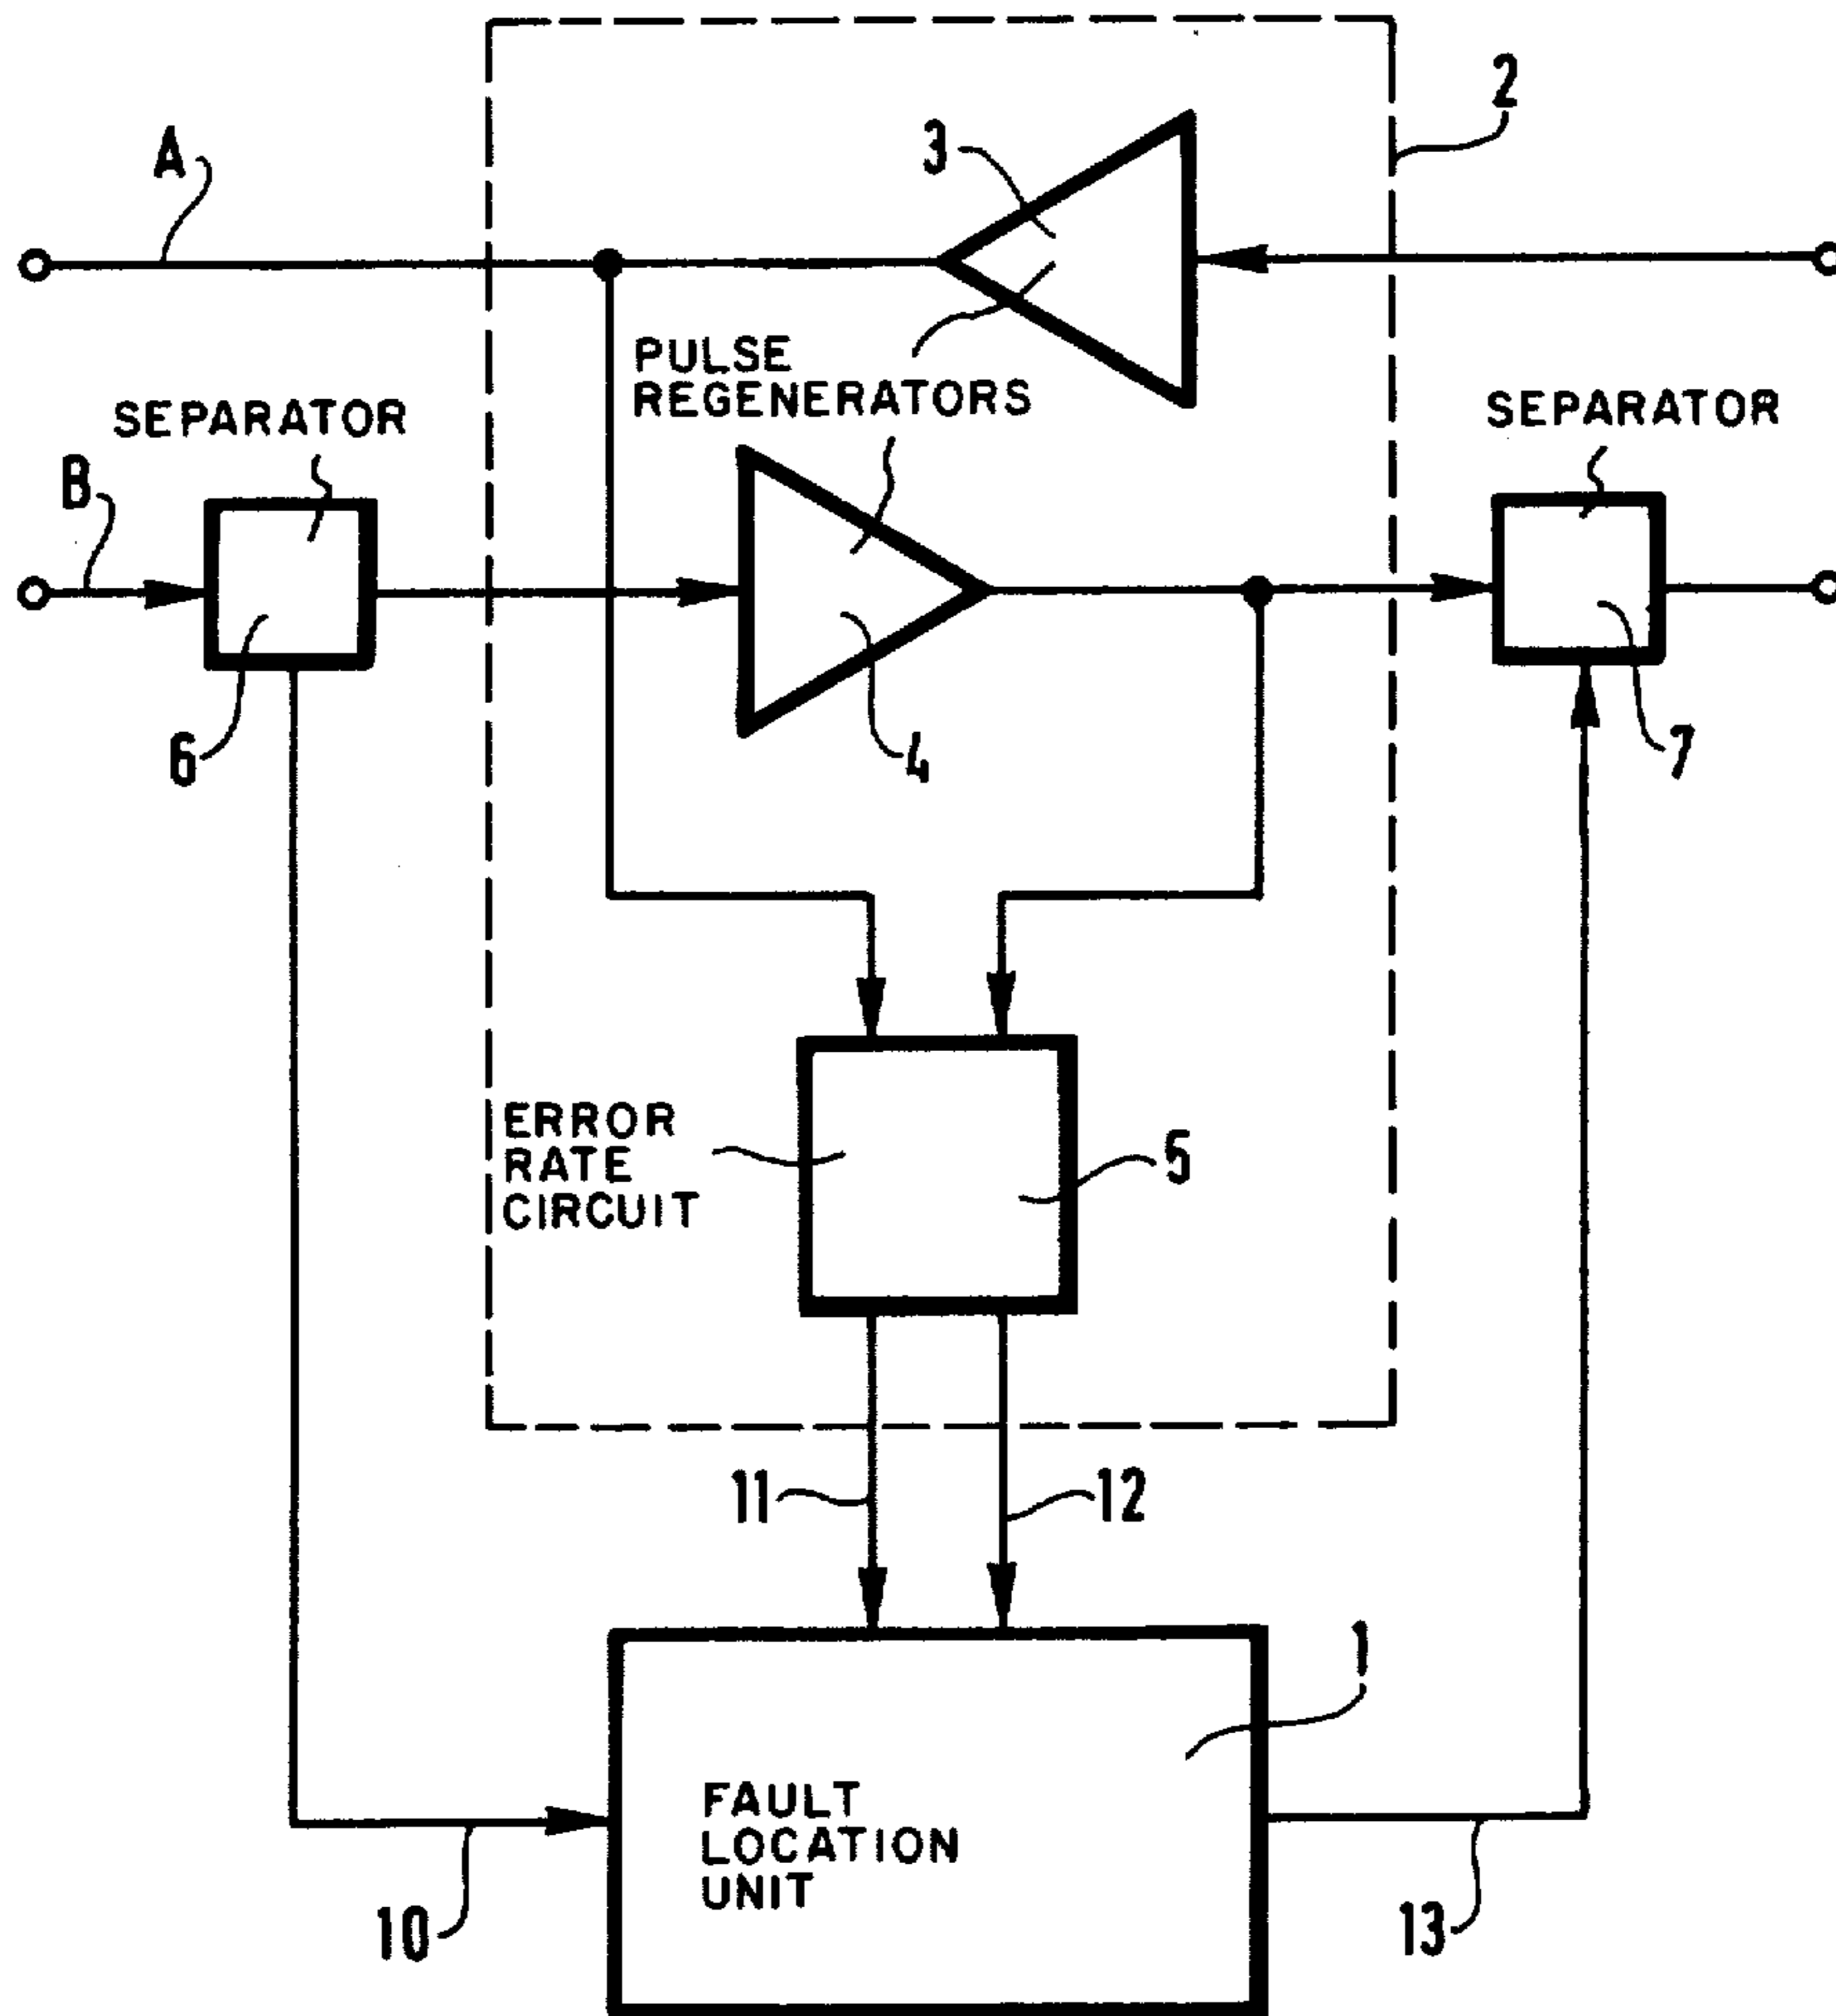 2
3
A
PULSE
REGENERATORS
SEPARATOR
SEPARATOR
B
6
4
7
ERROR
RATE
CIRCUIT
5
11
12
1
FAULT
LOCATION
UNIT
10
13